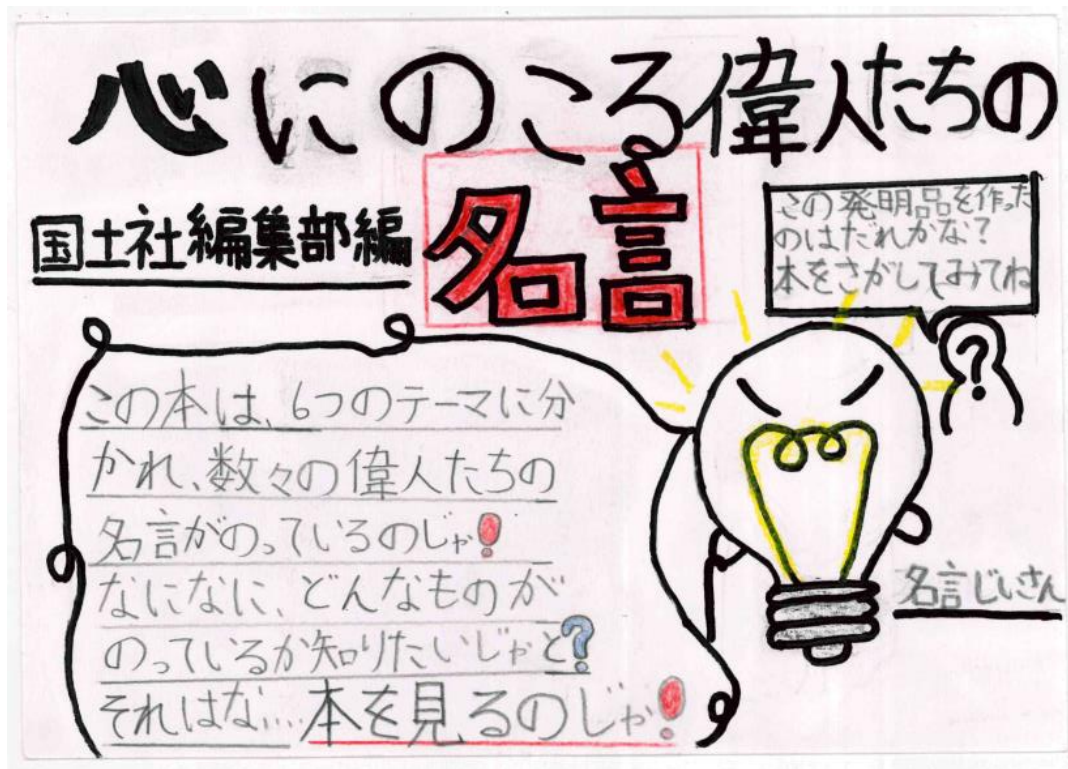 心にのこる偉人たちの
名言
国土社編集部編
この発明品を作った
のはだれかな？
本をさがしてみてね
?
この本は、6つのテーマに分
かれ、数々の偉人たちの
名言がのっているのじゃ!
なになに、どんなものが
のっているか知りたいじゃと?
それはな....本を見るのじゃ!
名言じいさん